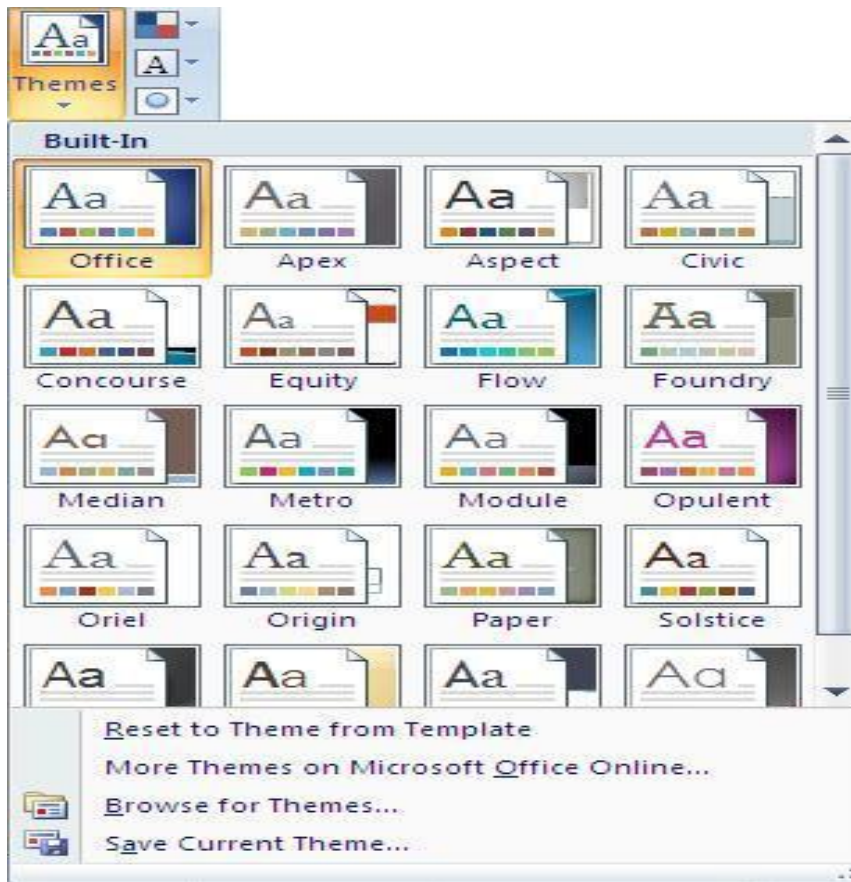 Aa
A
Themes
Built-In
Aa Aa Aa Aa
Office Apex Aspect Civic
Aa Aa Aa Aa
Concourse Equity Flow Foundry
Aa Aa Aa Aa
Median Metro Module Opulent
Aa Aa Aa Aa
Oriel Origin Paper Solstice
Aa Aa Aa Aa
Reset to Theme from Template
More Themes on Microsoft Office Online...
Browse for Themes...
Save Current Theme...